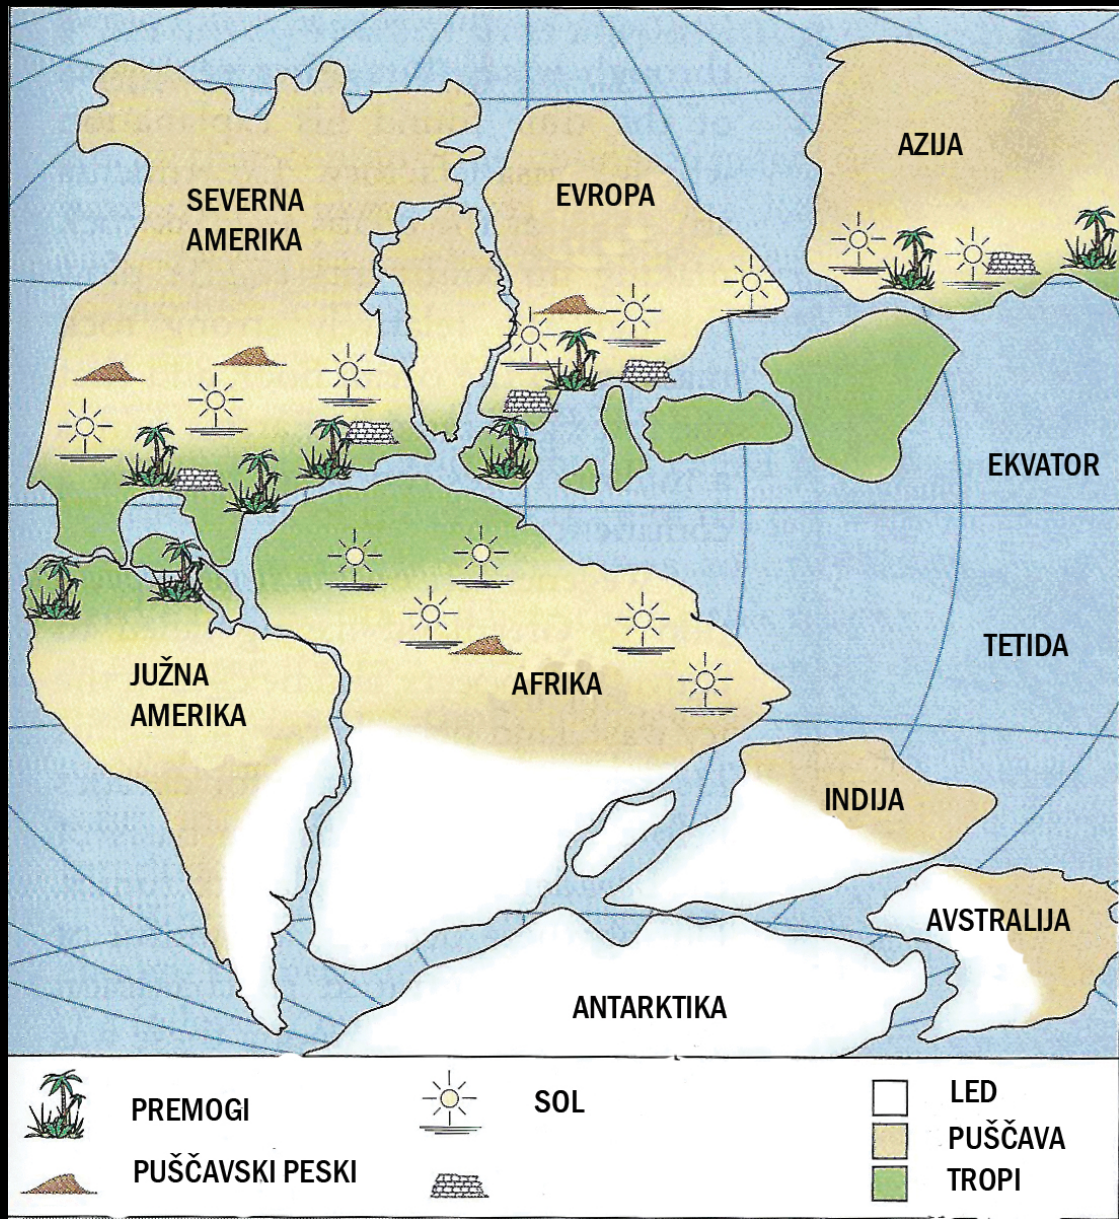 AZIJA
SEVERNA
AMERIKA
EVROPA
EKVATOR
TETIDA
JUŽNA
AMERIKA
AFRIKA
INDIJA
AVSTRALIJA
ANTARKTIKA
PREMOGI
SOL
LED
PUŠČAVA
TROPI
PUŠČAVSKI PESKI